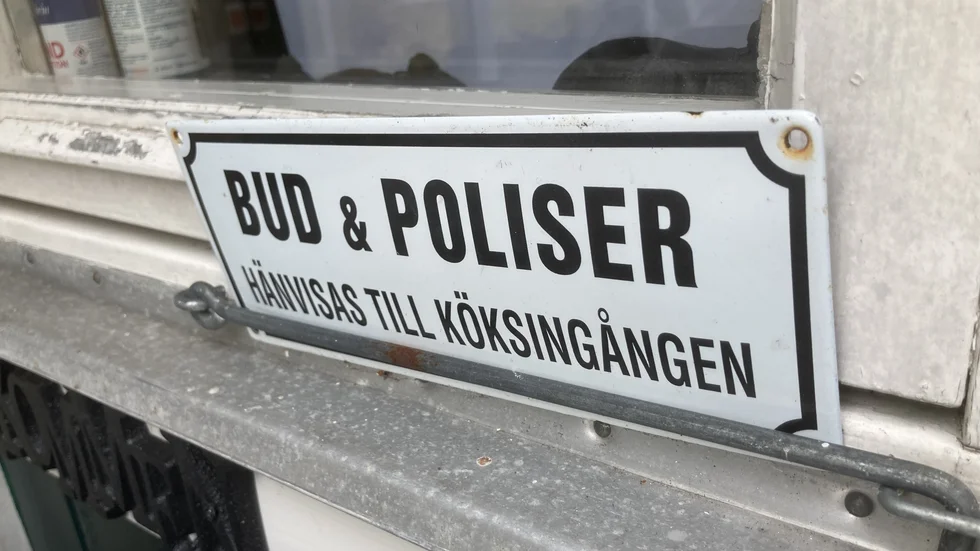 BUD & POLISER
HÄNVISAS TILL KÖKSINGÅNGEN